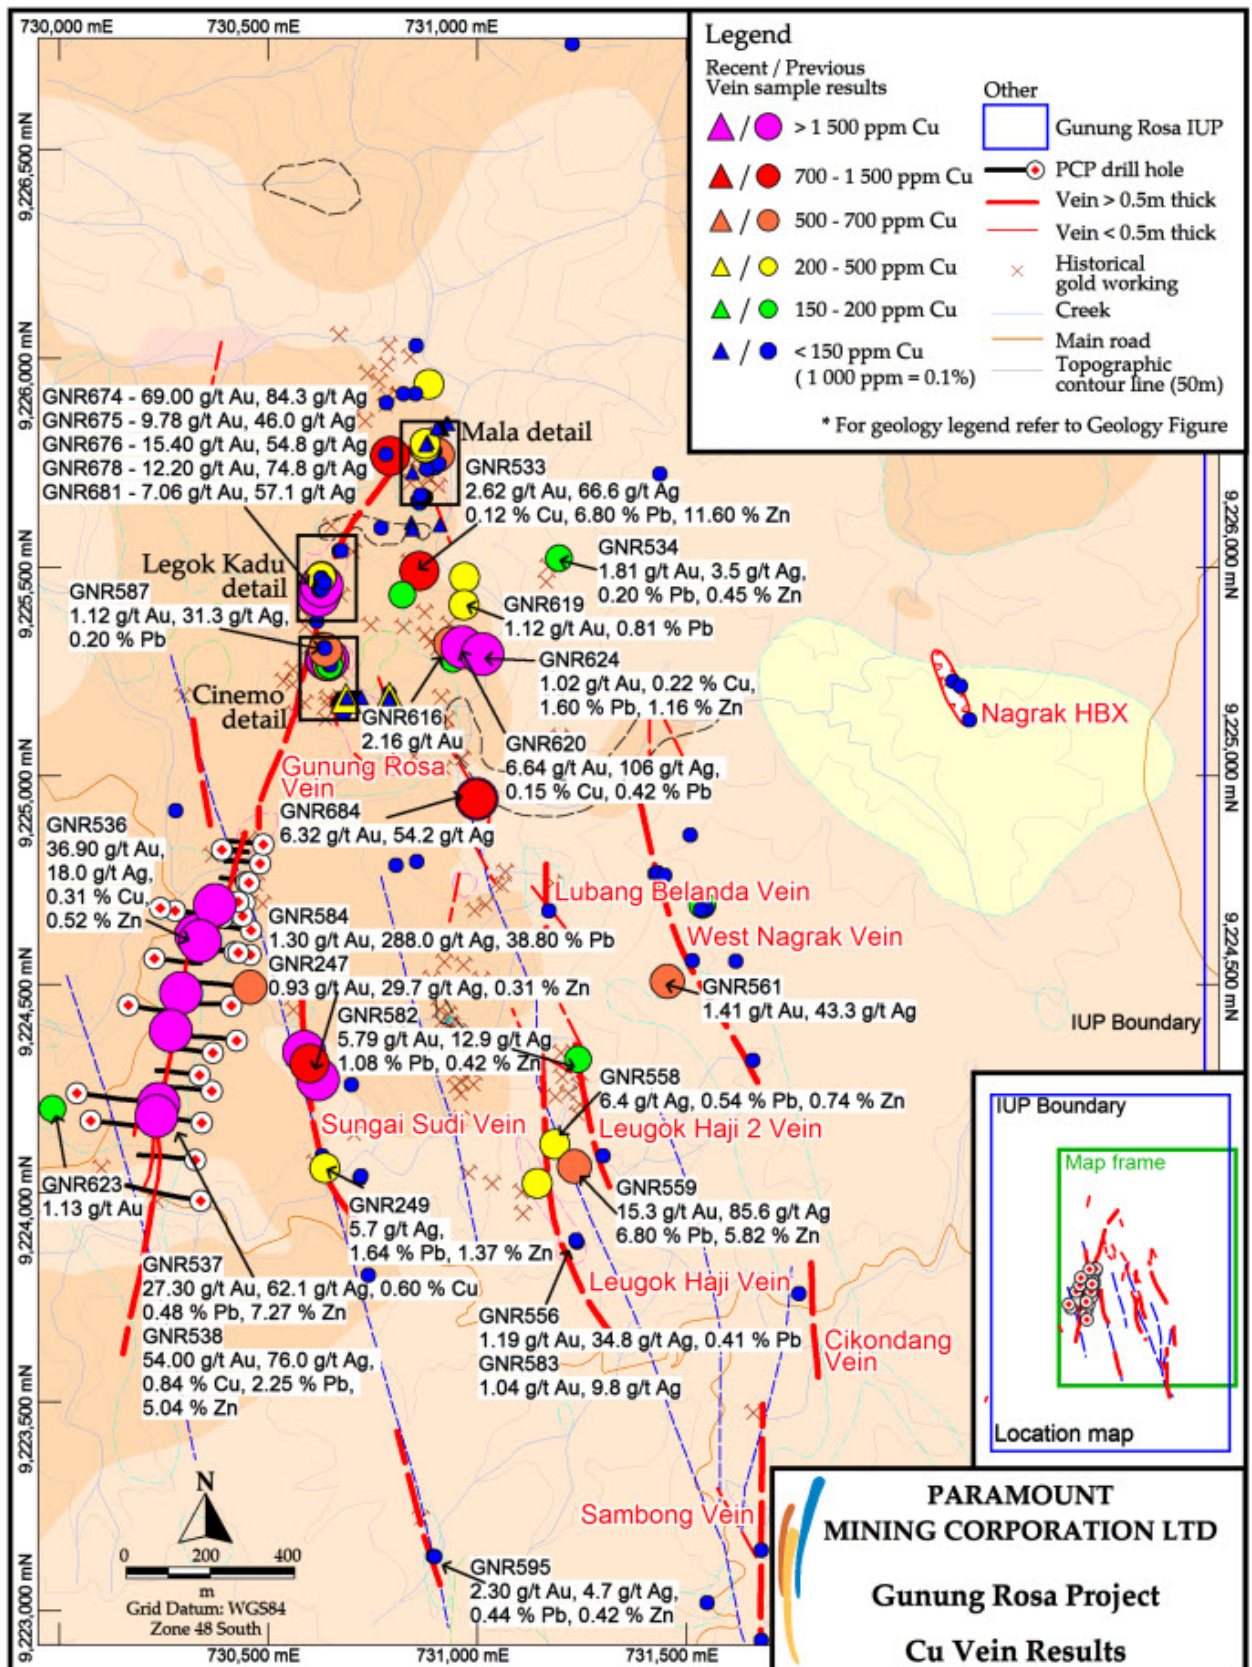 730,000 mE
730,500 mE
731,000 mE
Legend
Recent / Previous
Vein sample results
> 1 500 ppm Cu
700 - 1 500 ppm Cu
500 - 700 ppm Cu
200 - 500 ppm Cu
150 - 200 ppm Cu
< 150 ppm Cu
( 1 000 ppm = 0.1%)
Other
Gunung Rosa IUP
PCP drill hole
Vein > 0.5m thick
Vein < 0.5m thick
Historical
gold working
Creek
Main road
Topographic
contour line (50m)
* For geology legend refer to Geology Figure
9,226,500 mN
9,226,000 mN
9,225,500 mN
9,225,000 mN
9,224,500 mN
9,224,000 mN
9,223,500 mN
9,223,000 mN
9,226,000 mN
9,225,500 mN
9,225,000 mN
9,224,500 mN
GNR674 - 69.00 g/t Au, 84.3 g/t Ag
GNR675 - 9.78 g/t Au, 46.0 g/t Ag
GNR676 - 15.40 g/t Au, 54.8 g/t Ag
GNR678 - 12.20 g/t Au, 74.8 g/t Ag
GNR681 - 7.06 g/t Au, 57.1 g/t Ag
Mala detail
GNR533
2.62 g/t Au, 66.6 g/t Ag
0.12 % Cu, 6.80 % Pb, 11.60 % Zn
Legok Kadu
detail
GNR534
1.81 g/t Au, 3.5 g/t Ag,
0.20 % Pb, 0.45 % Zn
GNR587
1.12 g/t Au, 31.3 g/t Ag,
0.20 % Pb
GNR619
1.12 g/t Au, 0.81 % Pb
GNR624
1.02 g/t Au, 0.22 % Cu,
1.60 % Pb, 1.16 % Zn
Cinemo
detail
GNR616
2.16 g/t Au
Nagrak HBX
GNR620
6.64 g/t Au, 106 g/t Ag,
0.15 % Cu, 0.42 % Pb
Gunung Rosa
Vein
GNR684
6.32 g/t Au, 54.2 g/t Ag
GNR536
36.90 g/t Au,
18.0 g/t Ag,
0.31 % Cu,
0.52 % Zn
Lubang Belanda Vein
GNR584
1.30 g/t Au, 288.0 g/t Ag, 38.80 % Pb
West Nagrak Vein
GNR247
0.93 g/t Au, 29.7 g/t Ag, 0.31 % Zn
GNR561
1.41 g/t Au, 43.3 g/t Ag
GNR582
5.79 g/t Au, 12.9 g/t Ag
1.08 % Pb, 0.42 % Zn
IUP Boundary
GNR558
6.4 g/t Ag, 0.54 % Pb, 0.74 % Zn
Sungai Sudi Vein
Leugok Haji 2 Vein
GNR623
1.13 g/t Au
GNR249
5.7 g/t Ag,
1.64 % Pb, 1.37 % Zn
GNR559
15.3 g/t Au, 85.6 g/t Ag
6.80 % Pb, 5.82 % Zn
GNR537
27.30 g/t Au, 62.1 g/t Ag, 0.60 % Cu
0.48 % Pb, 7.27 % Zn
GNR538
54.00 g/t Au, 76.0 g/t Ag,
0.84 % Cu, 2.25 % Pb,
5.04 % Zn
Leugok Haji Vein
GNR556
1.19 g/t Au, 34.8 g/t Ag, 0.41 % Pb
GNR583
1.04 g/t Au, 9.8 g/t Ag
Cikondang
Vein
Sambong Vein
GNR595
2.30 g/t Au, 4.7 g/t Ag,
0.44 % Pb, 0.42 % Zn
N
0 200 400
m
Grid Datum: WGS84
Zone 48 South
730,500 mE
731,000 mE
731,500 mE
IUP Boundary
Map frame
Location map
PARAMOUNT
MINING CORPORATION LTD
Gunung Rosa Project
Cu Vein Results